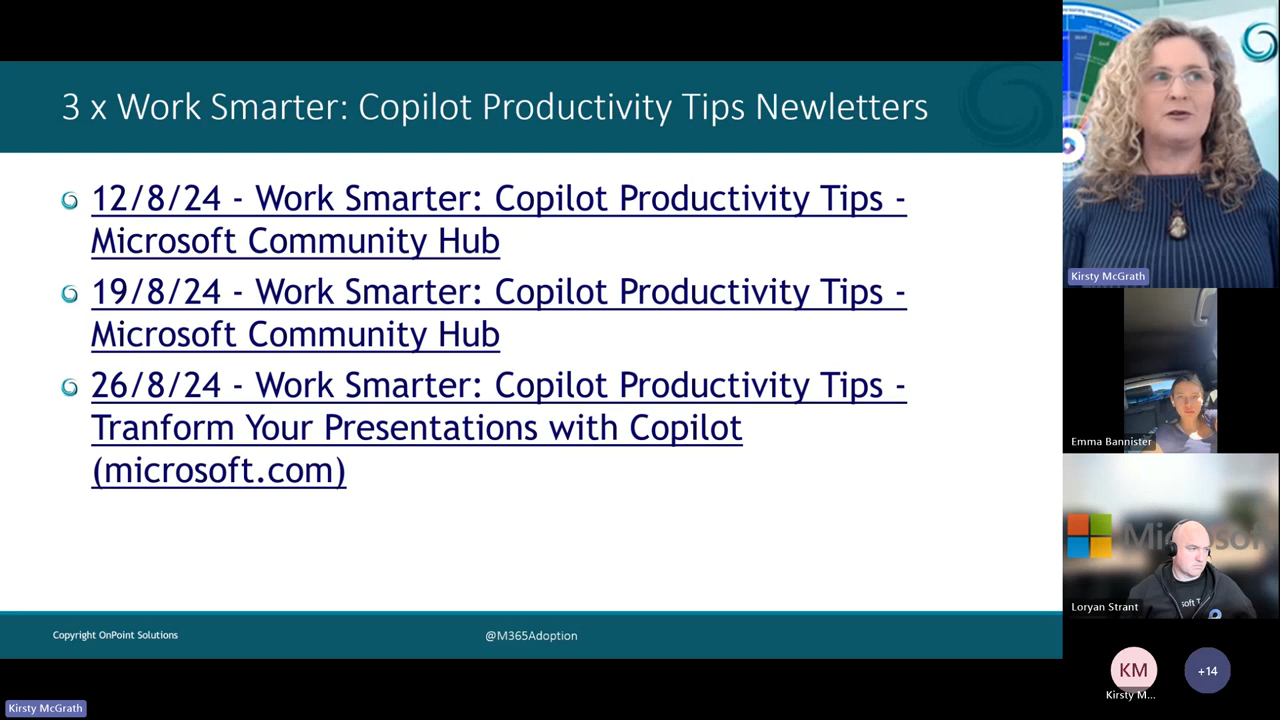 3 x Work Smarter: Copilot Productivity Tips Newletters
12/8/24 - Work Smarter: Copilot Productivity Tips -
Microsoft Community Hub
19/8/24 - Work Smarter: Copilot Productivity Tips -
Microsoft Community Hub
26/8/24 - Work Smarter: Copilot Productivity Tips -
Tranform Your Presentations with Copilot
(microsoft.com)
Copyright OnPoint Solutions
@M365Adoption
Kirsty McGrath
Kirsty McGrath
Emma Bannister
Microsoft
soft T
Loryan Strant
KM
Kirsty M...
+14